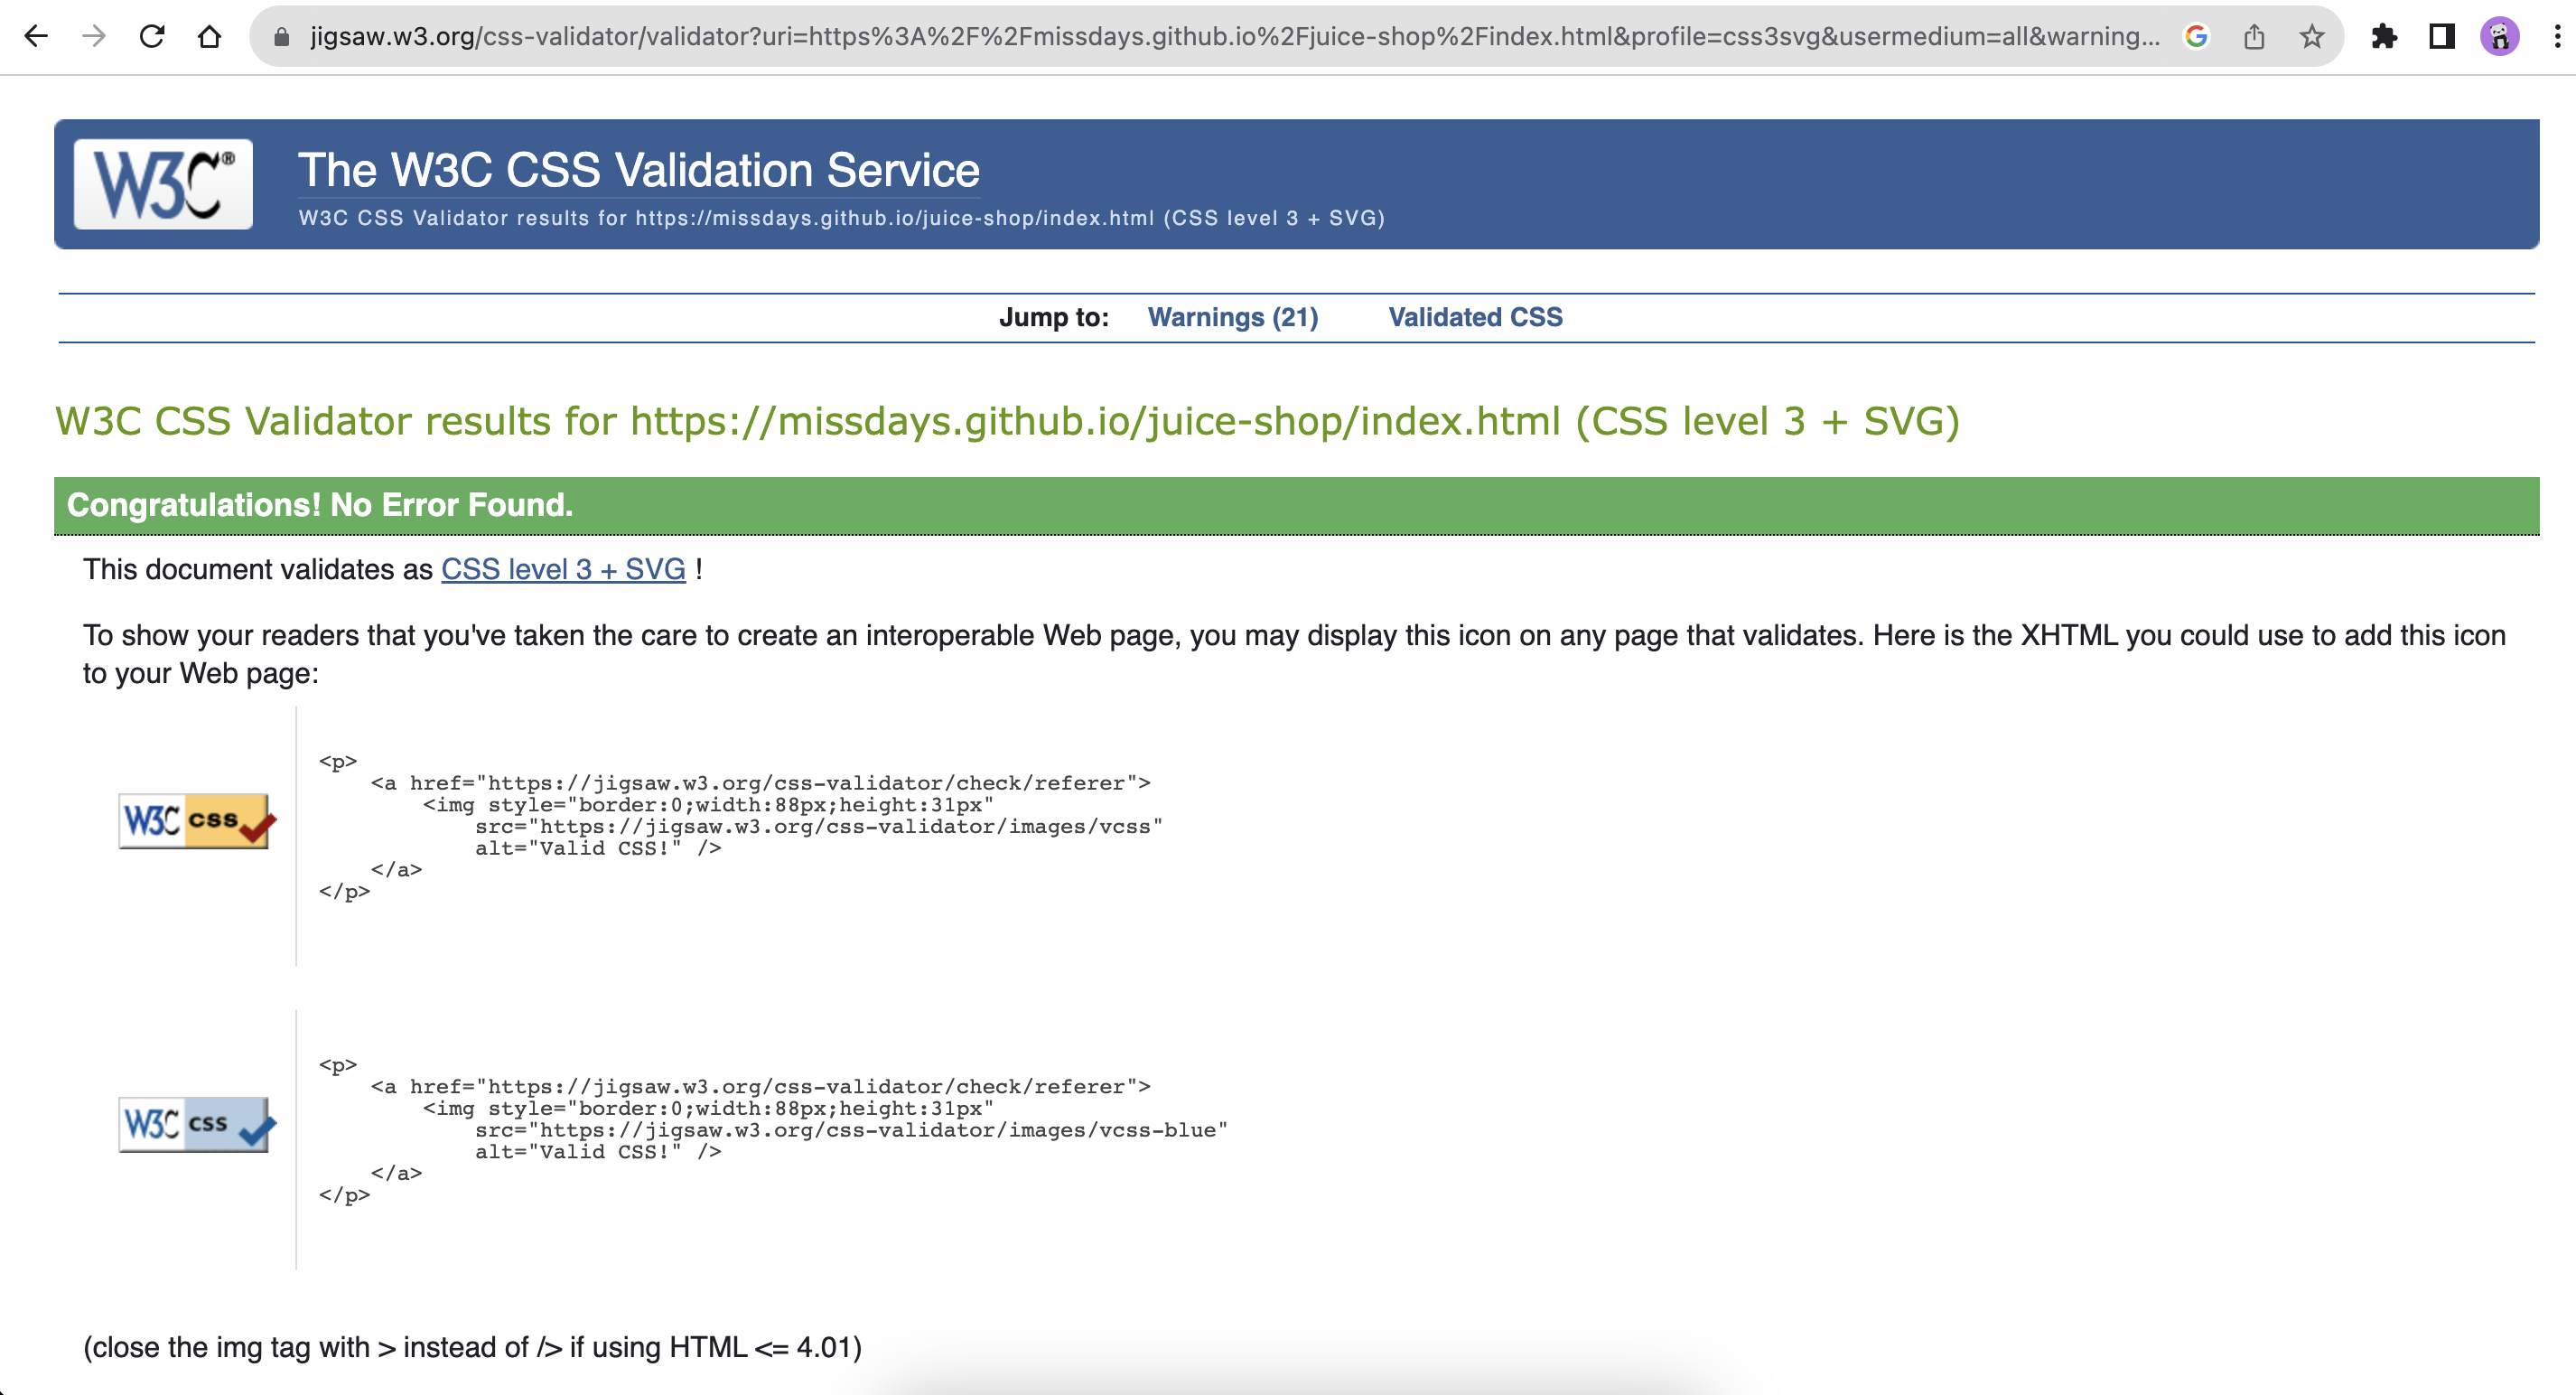 jigsaw.w3.org/css-validator/validator?uri=https%3A%2F%2Fmissdays.github.io%2Fjuice-shop%2Findex.html&profile=css3svg&usermedium=all&warning...
W3C®
The W3C CSS Validation Service
W3C CSS Validator results for https://missdays.github.io/juice-shop/index.html (CSS level 3 + SVG)
Jump to: Warnings (21) Validated CSS
W3C CSS Validator results for https://missdays.github.io/juice-shop/index.html (CSS level 3 + SVG)
Congratulations! No Error Found.
This document validates as CSS level 3 + SVG !
To show your readers that you've taken the care to create an interoperable Web page, you may display this icon on any page that validates. Here is the XHTML you could use to add this icon
to your Web page:
W3C css
<p>
<a href="https://jigsaw.w3.org/css-validator/check/referer">
<img style="border:0;width:88px;height:31px"
src="https://jigsaw.w3.org/css-validator/images/vcss"
alt="Valid CSS!" />
</a>
</p>
W3C css
<p>
<a href="https://jigsaw.w3.org/css-validator/check/referer">
<img style="border:0;width:88px;height:31px"
src="https://jigsaw.w3.org/css-validator/images/vcss-blue"
alt="Valid CSS!" />
</a>
</p>
(close the img tag with > instead of /> if using HTML <= 4.01)